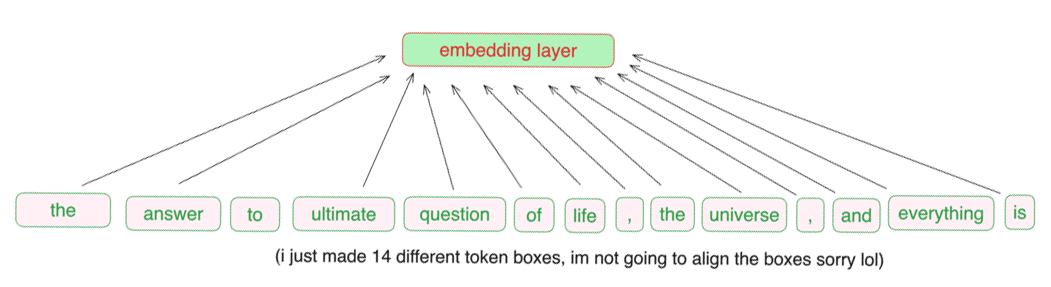 embedding layer
the answer to ultimate question of life , the universe , and everything is
(i just made 14 different token boxes, im not going to align the boxes sorry lol)